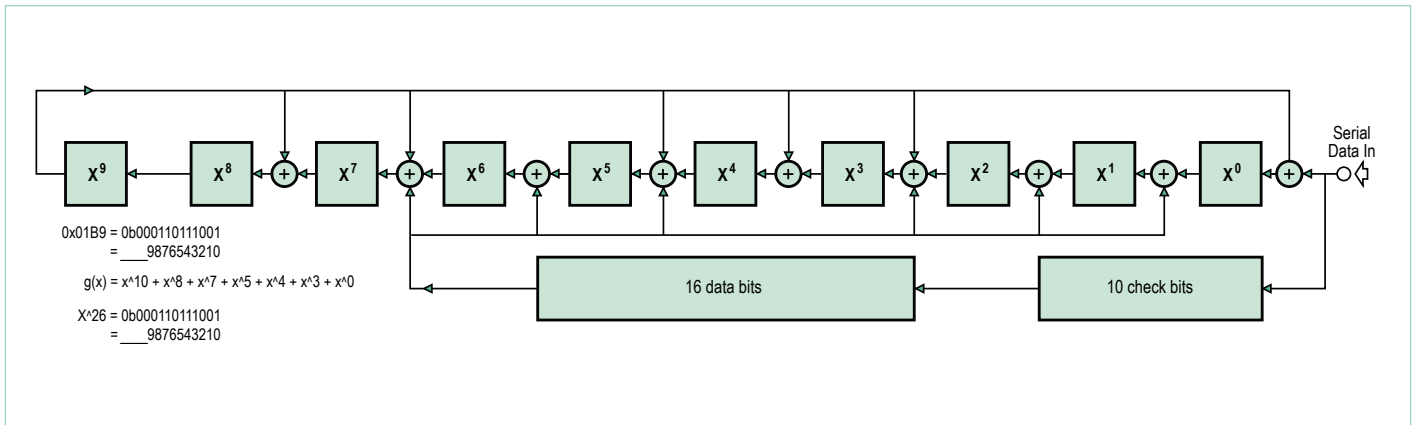 Serial
Data In
X⁹ X⁸ + X⁷ + X⁶ + X⁵ + X⁴ + X³ + X² + X¹ + X⁰ +
0x01B9 = 0b000110111001
= ____9876543210
g(x) = x^10 + x^8 + x^7 + x^5 + x^4 + x^3 + x^0
X^26 = 0b000110111001
= ____9876543210
16 data bits
10 check bits